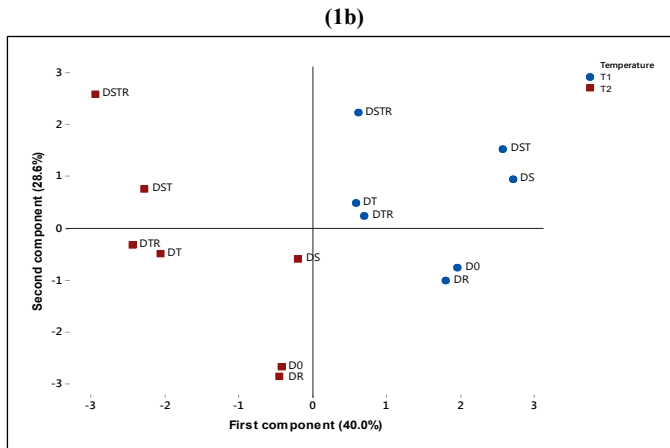 (1b)
Temperature
T1
T2
3
2
1
0
-1
-2
-3
Second component (28.6%)
DSTR
DSTR
DST
DS
DST
DT
DTR
DTR
DT
DS
D0
DR
D0
DR
-3
-2
-1
0
1
2
3
First component (40.0%)